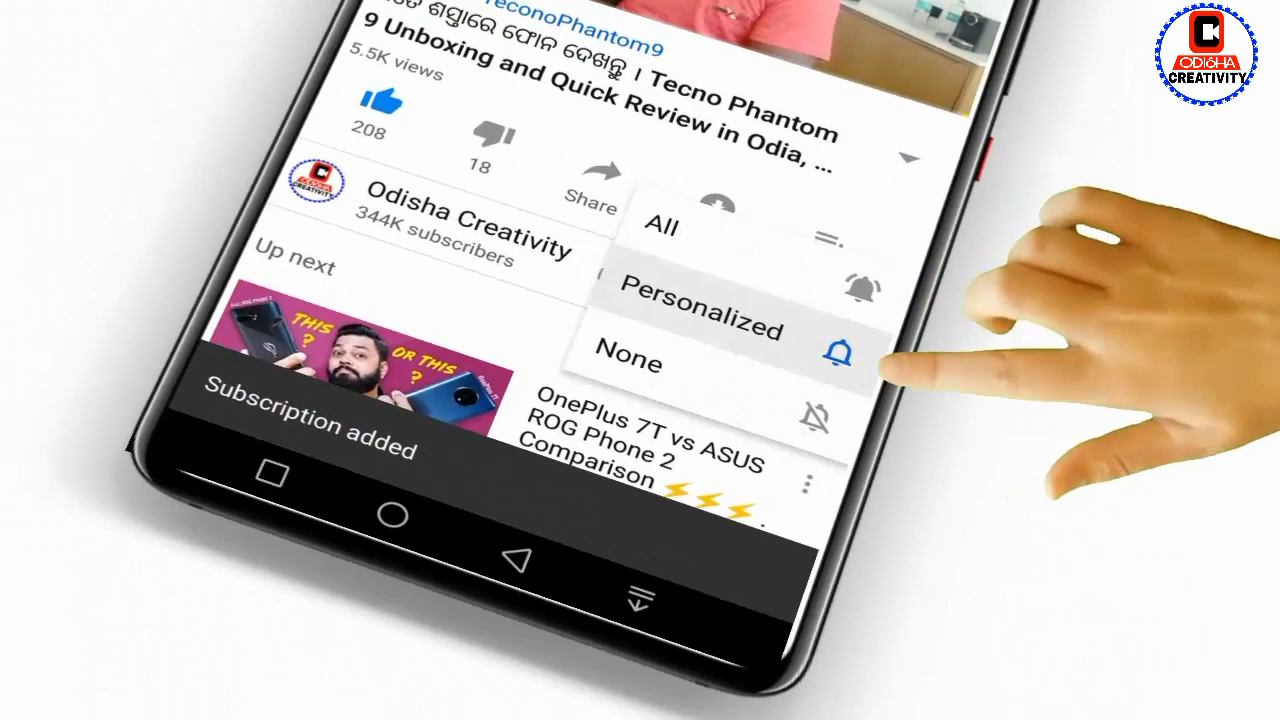 TeconoPhantom9
ଶସ୍ତାରେ ଫୋନ ଦେଖନ୍ତୁ । Tecno Phantom
9 Unboxing and Quick Review in Odia, ...
5.5K views
208
18
Share
Odisha Creativity
344K subscribers
All
Personalized
None
Up next
THIS
?
OR THIS
?
OnePlus 7T vs ASUS
ROG Phone 2
Comparison ⚡⚡⚡.
Subscription added
ODISHA
CREATIVITY